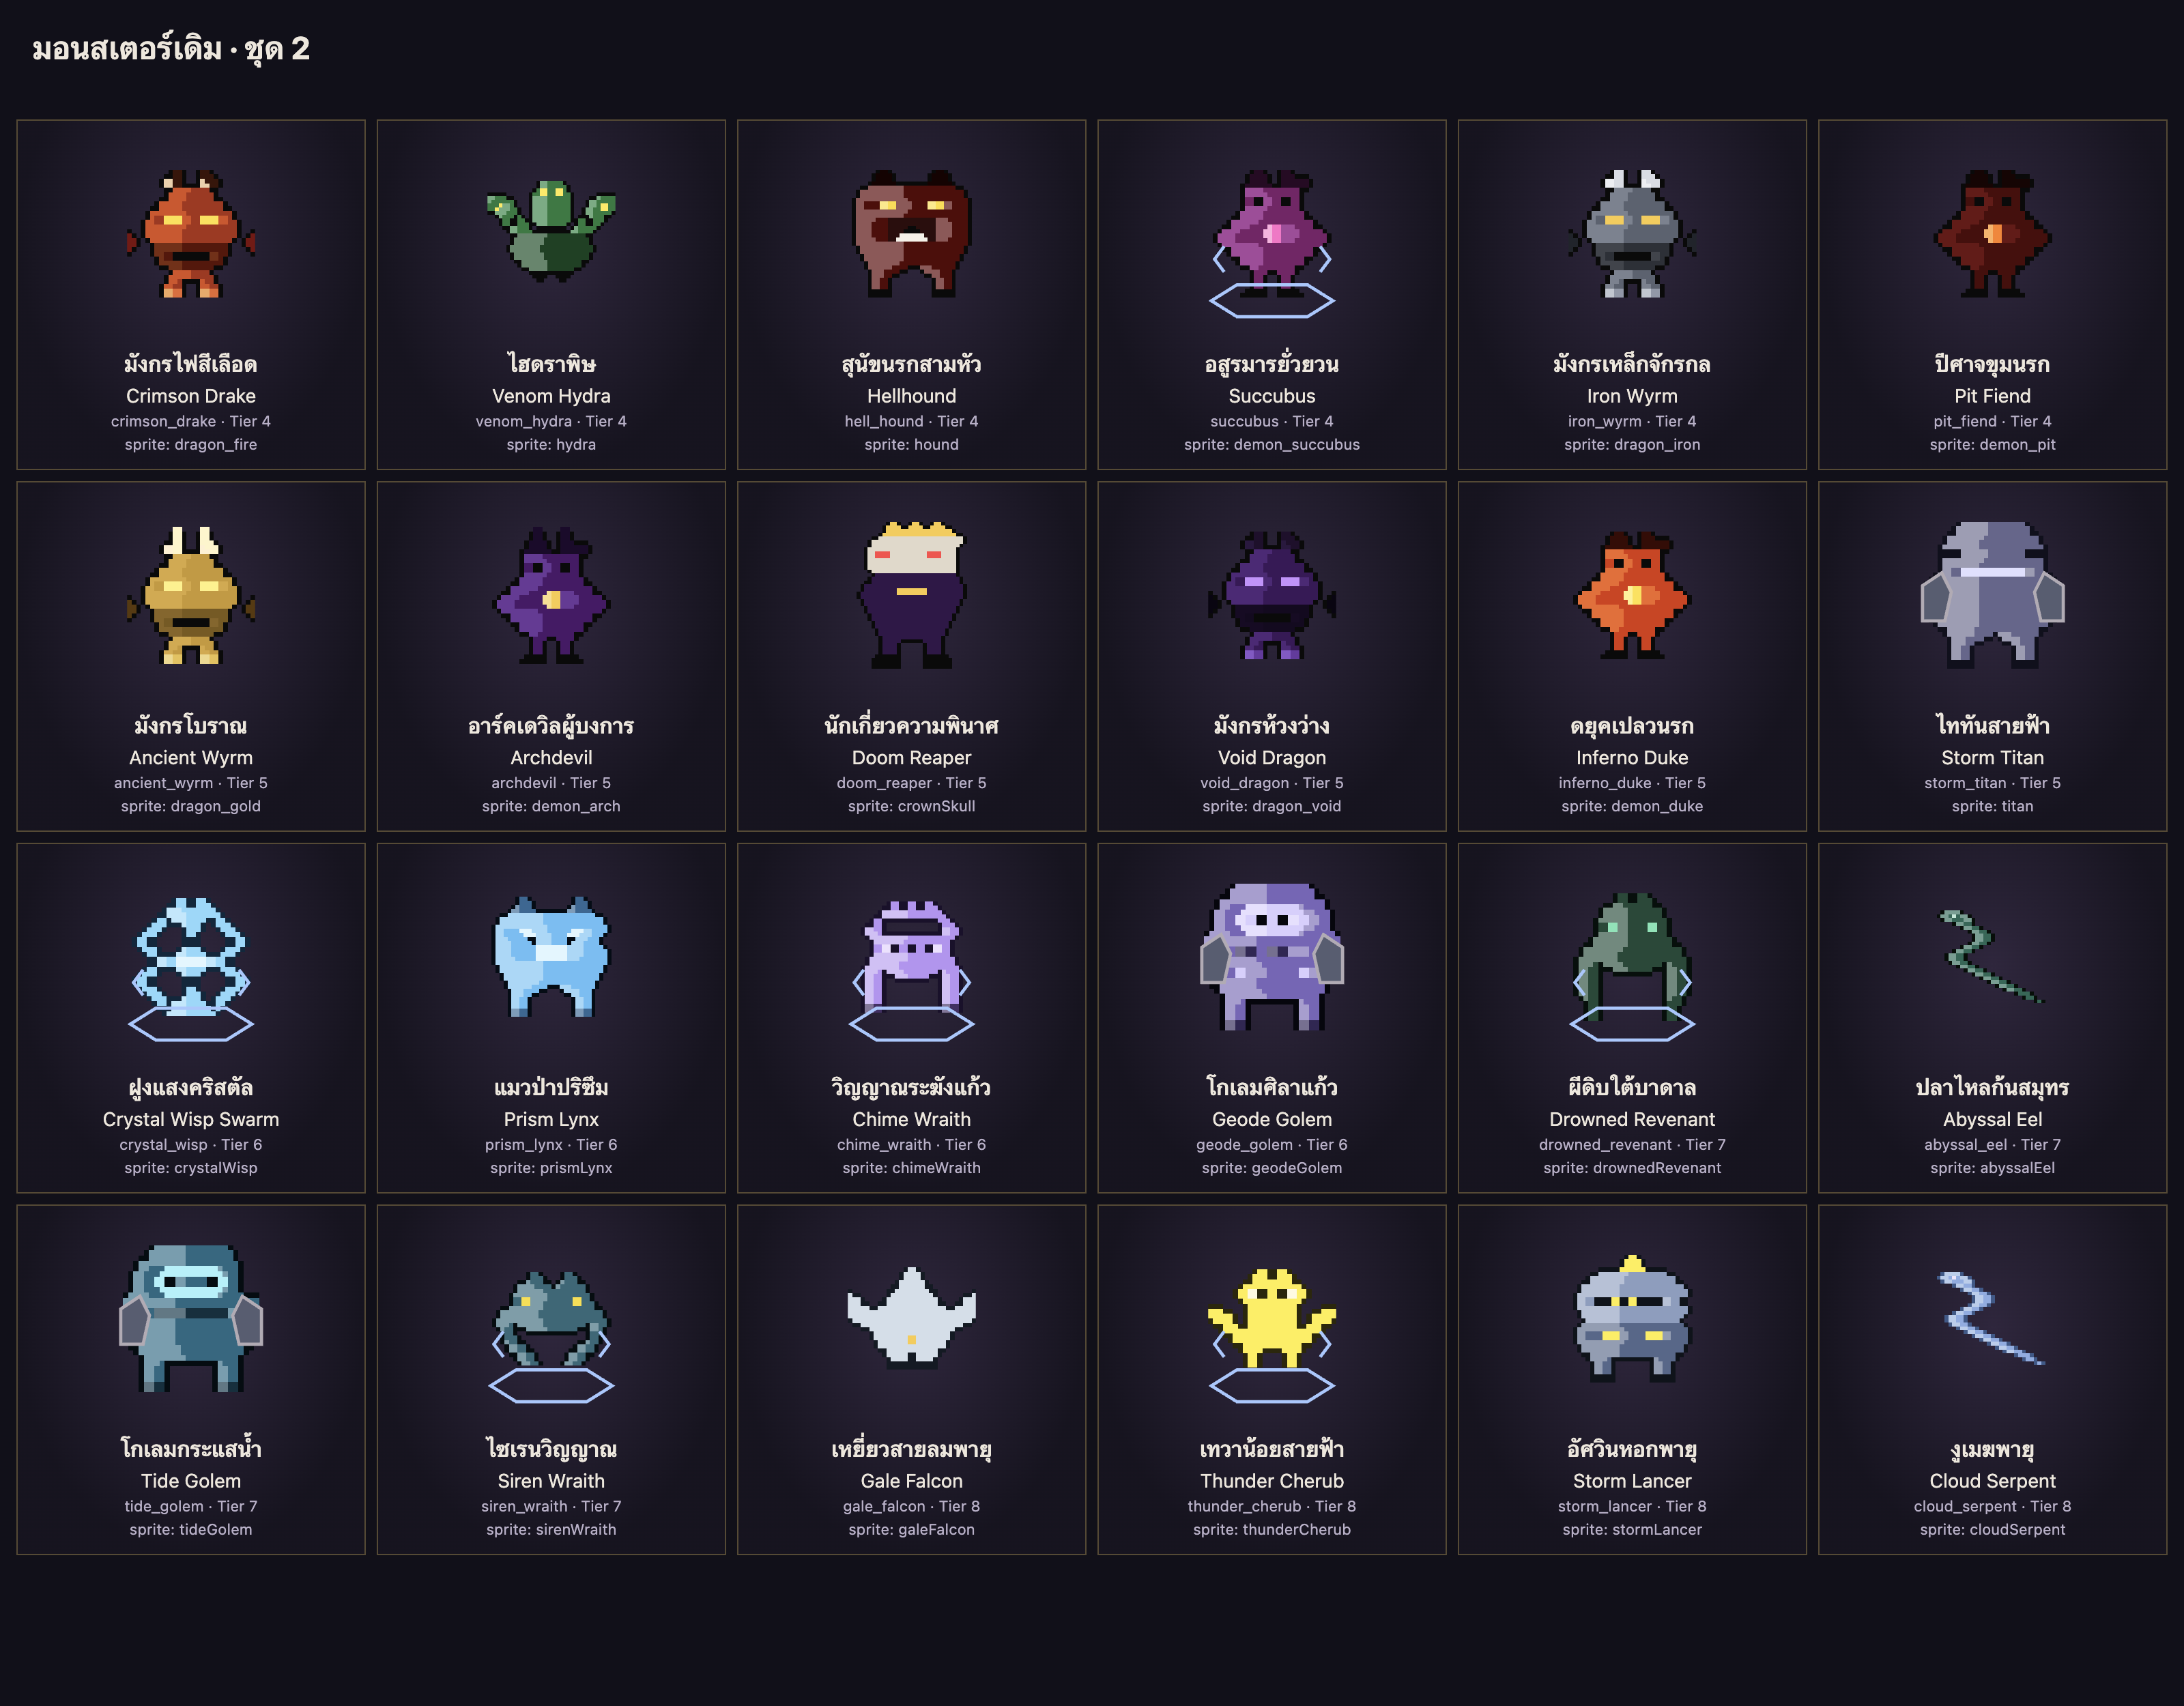 มอนสเตอร์เดิม · ชุด 2
มังกรไฟสีเลือด
Crimson Drake
crimson_drake · Tier 4
sprite: dragon_fire
ไฮดราพิษ
Venom Hydra
venom_hydra · Tier 4
sprite: hydra
สุนัขนรกสามหัว
Hellhound
hell_hound · Tier 4
sprite: hound
อสูรมารยั่วยวน
Succubus
succubus · Tier 4
sprite: demon_succubus
มังกรเหล็กจักรกล
Iron Wyrm
iron_wyrm · Tier 4
sprite: dragon_iron
ปีศาจขุมนรก
Pit Fiend
pit_fiend · Tier 4
sprite: demon_pit
มังกรโบราณ
Ancient Wyrm
ancient_wyrm · Tier 5
sprite: dragon_gold
อาร์คเดวิลผู้บงการ
Archdevil
archdevil · Tier 5
sprite: demon_arch
นักเกี่ยวความพินาศ
Doom Reaper
doom_reaper · Tier 5
sprite: crownSkull
มังกรห้วงว่าง
Void Dragon
void_dragon · Tier 5
sprite: dragon_void
ดยุคเปลวนรก
Inferno Duke
inferno_duke · Tier 5
sprite: demon_duke
ไททันสายฟ้า
Storm Titan
storm_titan · Tier 5
sprite: titan
ฝูงแสงคริสตัล
Crystal Wisp Swarm
crystal_wisp · Tier 6
sprite: crystalWisp
แมวป่าปริซึม
Prism Lynx
prism_lynx · Tier 6
sprite: prismLynx
วิญญาณระฆังแก้ว
Chime Wraith
chime_wraith · Tier 6
sprite: chimeWraith
โกเลมศิลาแก้ว
Geode Golem
geode_golem · Tier 6
sprite: geodeGolem
ผีดิบใต้บาดาล
Drowned Revenant
drowned_revenant · Tier 7
sprite: drownedRevenant
ปลาไหลก้นสมุทร
Abyssal Eel
abyssal_eel · Tier 7
sprite: abyssalEel
โกเลมกระแสน้ำ
Tide Golem
tide_golem · Tier 7
sprite: tideGolem
ไซเรนวิญญาณ
Siren Wraith
siren_wraith · Tier 7
sprite: sirenWraith
เหยี่ยวสายลมพายุ
Gale Falcon
gale_falcon · Tier 8
sprite: galeFalcon
เทวาน้อยสายฟ้า
Thunder Cherub
thunder_cherub · Tier 8
sprite: thunderCherub
อัศวินหอกพายุ
Storm Lancer
storm_lancer · Tier 8
sprite: stormLancer
งูเมฆพายุ
Cloud Serpent
cloud_serpent · Tier 8
sprite: cloudSerpent